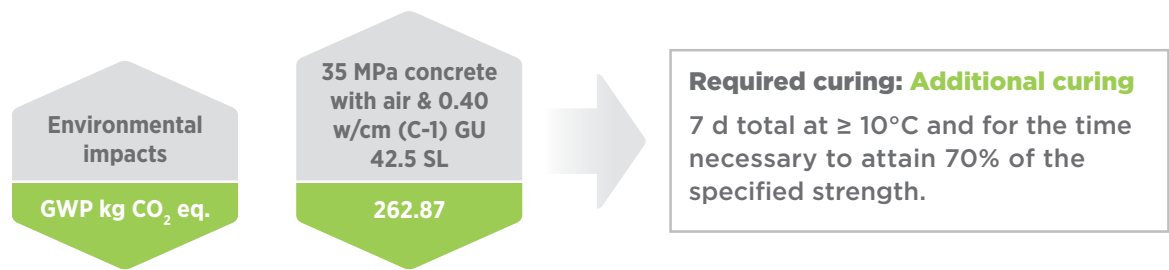 Environmental
impacts
GWP kg CO₂ eq.
35 MPa concrete
with air & 0.40
w/cm (C-1) GU
42.5 SL
262.87
Required curing: Additional curing
7 d total at ≥ 10°C and for the time
necessary to attain 70% of the
specified strength.